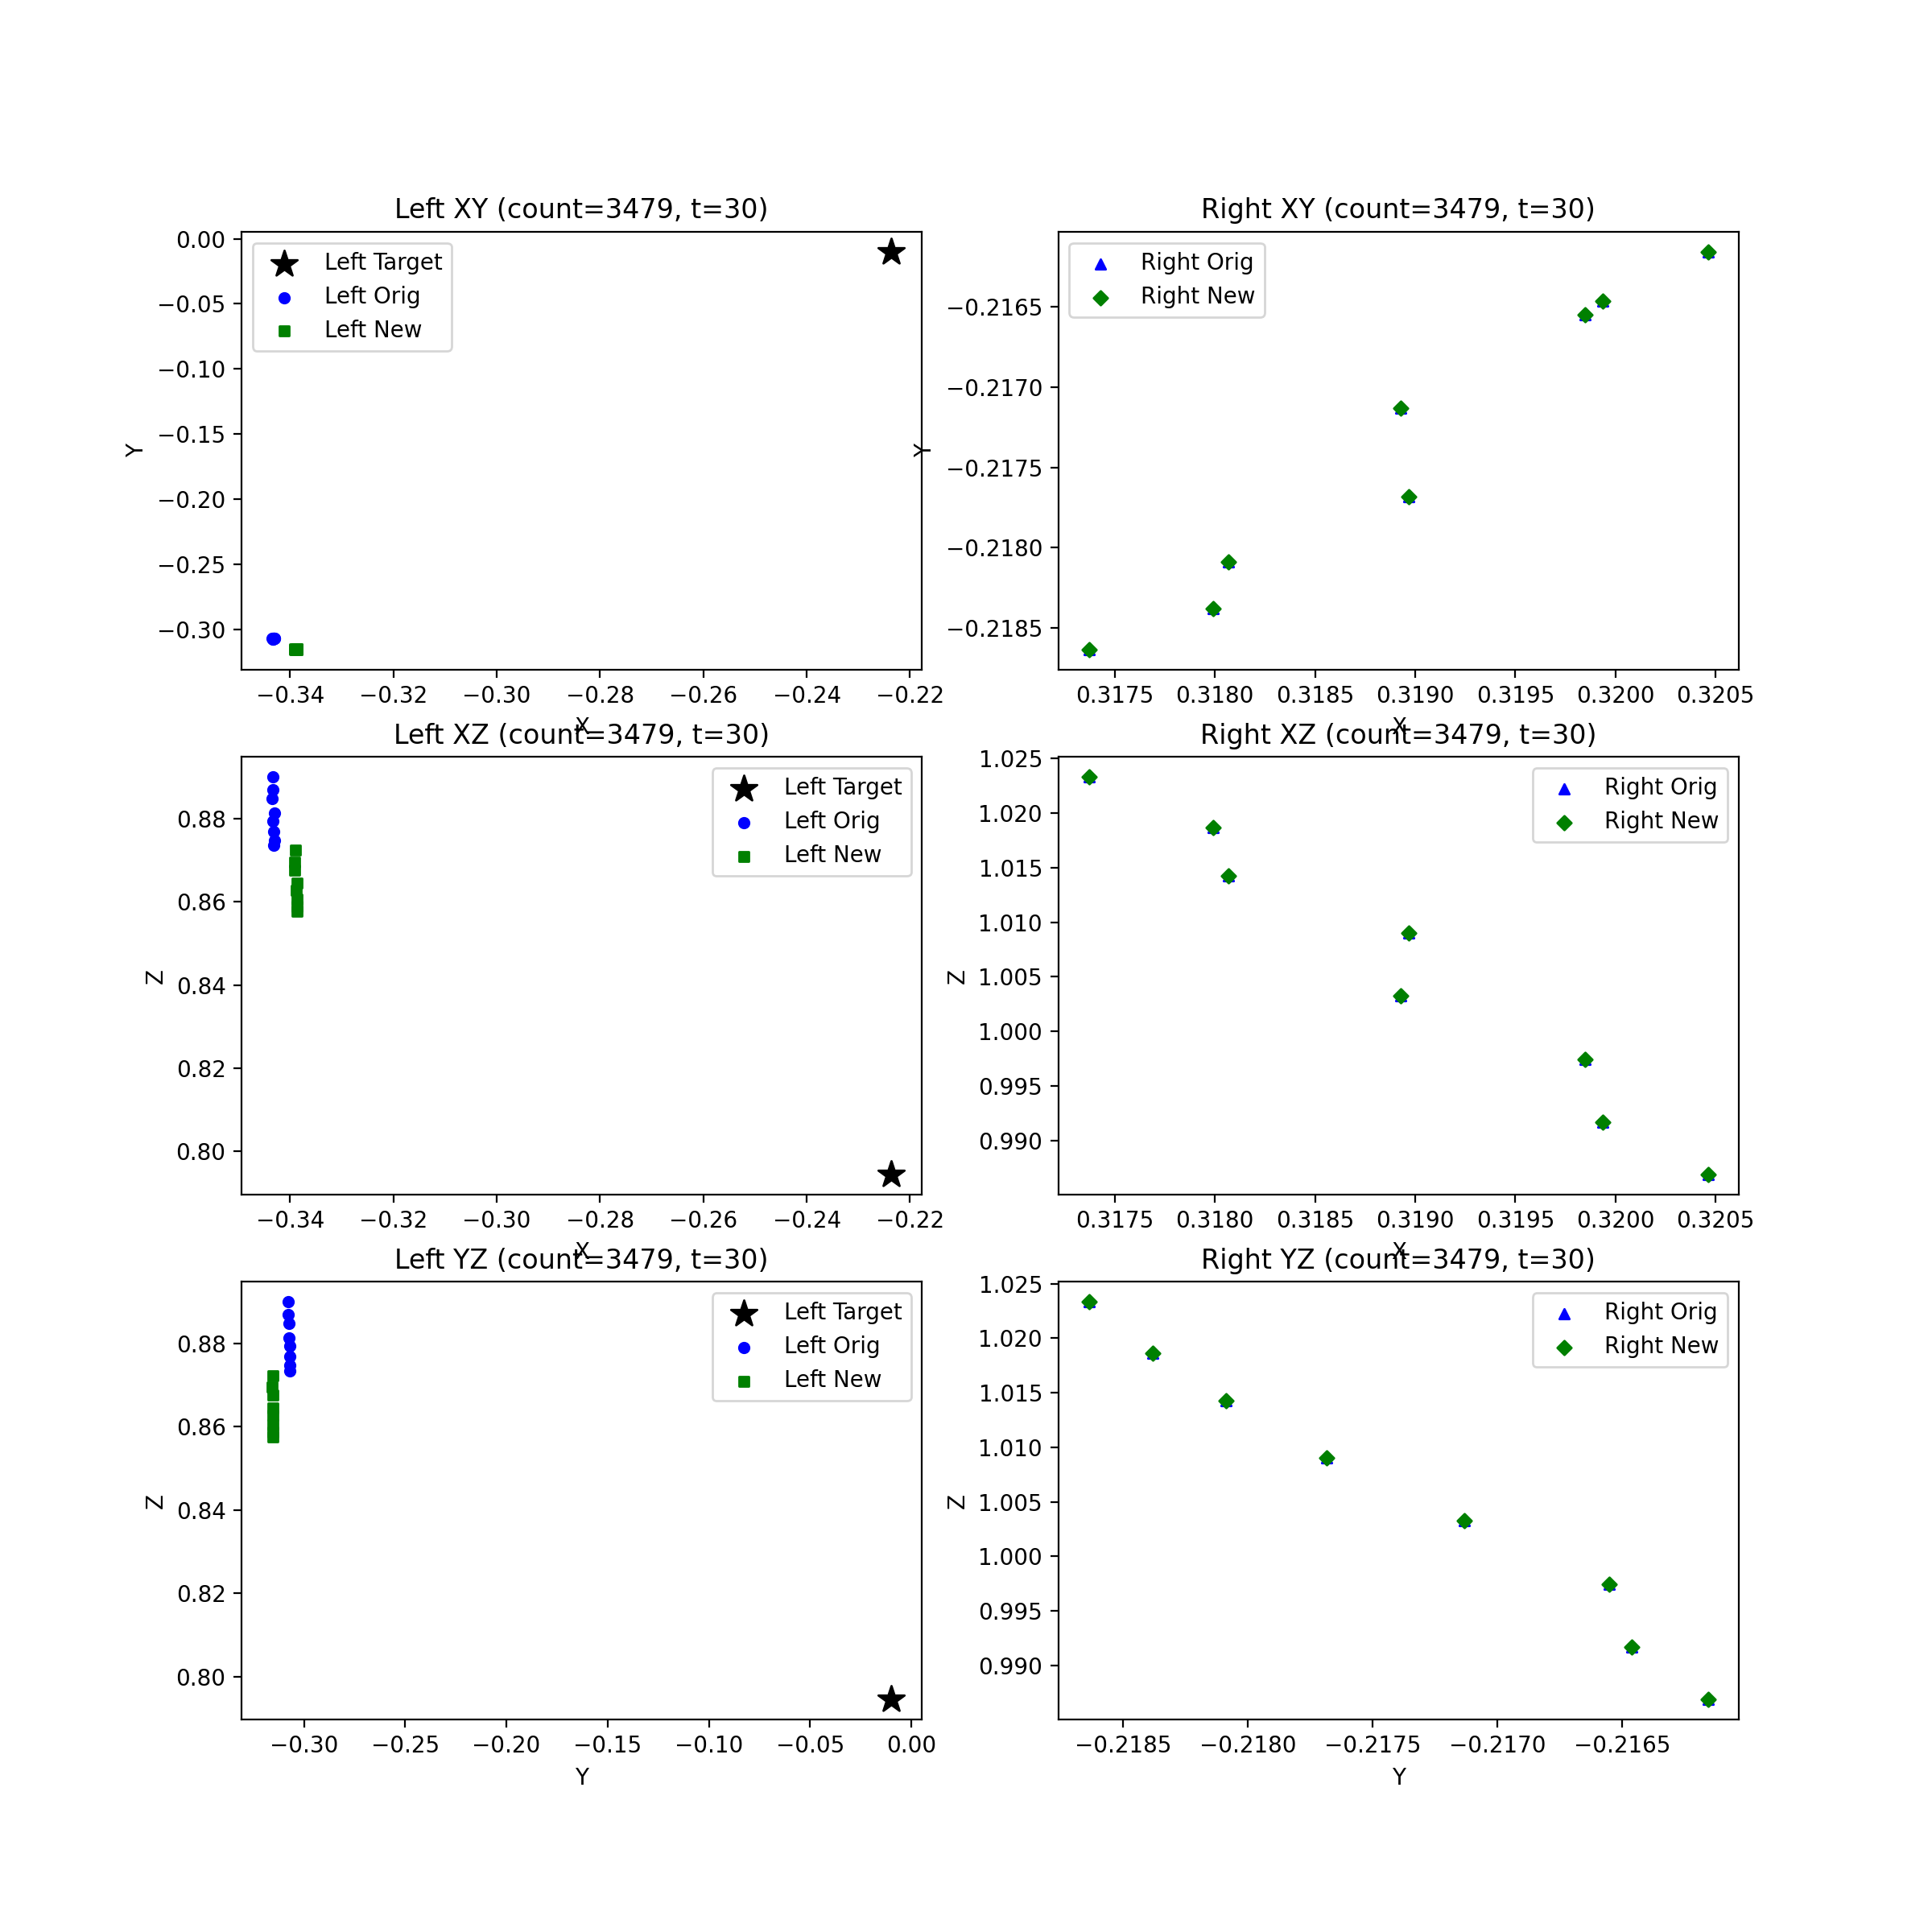 Left XY (count=3479, t=30)
0.00
−0.05
−0.10
−0.15
−0.20
−0.25
−0.30
Y
Left Target
Left Orig
Left New
−0.34 −0.32 −0.30 −0.28 −0.26 −0.24 −0.22
X
Right XY (count=3479, t=30)
−0.2165
−0.2170
−0.2175
−0.2180
−0.2185
Y
Right Orig
Right New
0.3175 0.3180 0.3185 0.3190 0.3195 0.3200 0.3205
X
Left XZ (count=3479, t=30)
0.88
0.86
0.84
0.82
0.80
Z
Left Target
Left Orig
Left New
−0.34 −0.32 −0.30 −0.28 −0.26 −0.24 −0.22
X
Right XZ (count=3479, t=30)
1.025
1.020
1.015
1.010
1.005
1.000
0.995
0.990
Z
Right Orig
Right New
0.3175 0.3180 0.3185 0.3190 0.3195 0.3200 0.3205
X
Left YZ (count=3479, t=30)
0.88
0.86
0.84
0.82
0.80
Z
Left Target
Left Orig
Left New
−0.30 −0.25 −0.20 −0.15 −0.10 −0.05 0.00
Y
Right YZ (count=3479, t=30)
1.025
1.020
1.015
1.010
1.005
1.000
0.995
0.990
Z
Right Orig
Right New
−0.2185 −0.2180 −0.2175 −0.2170 −0.2165
Y